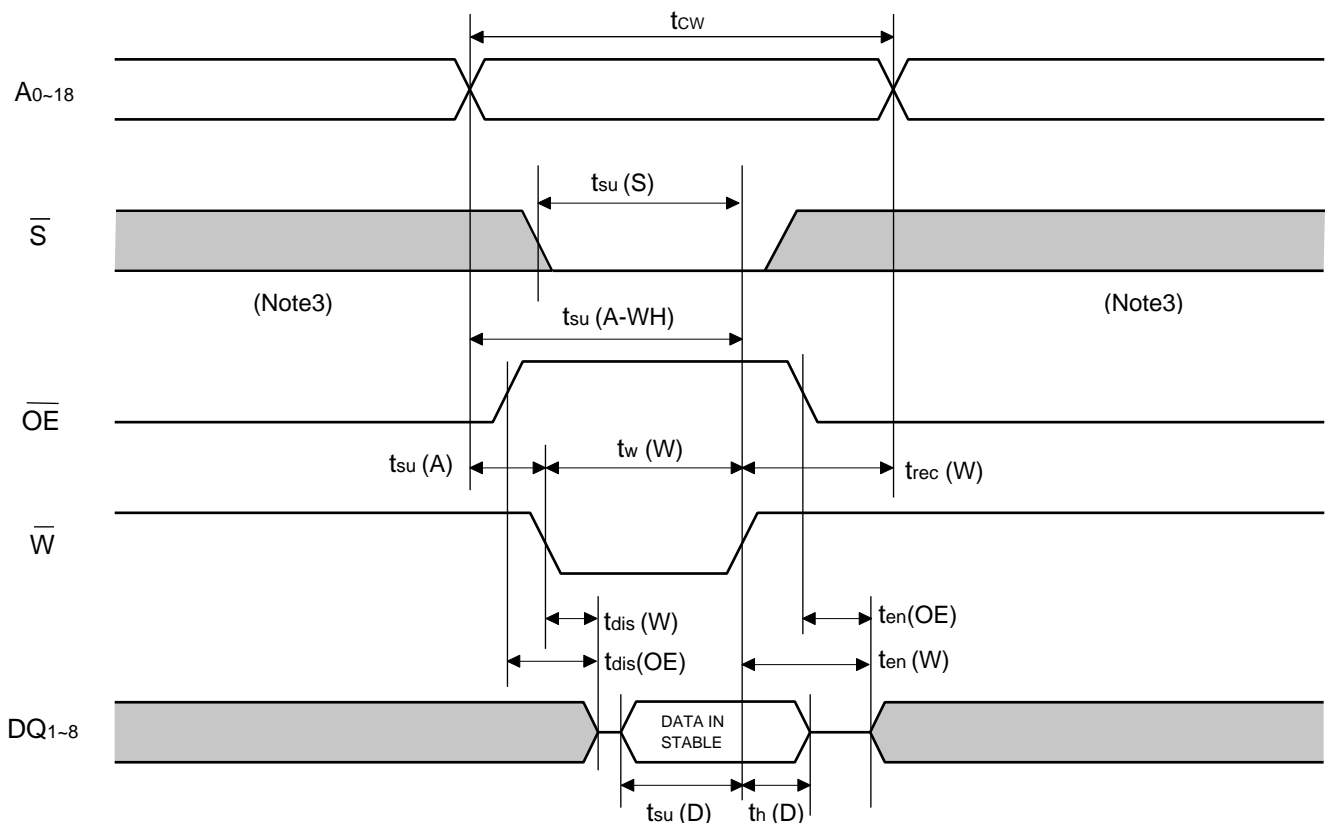 tCW
A0~18
tsu (S)
S̅
(Note3)
(Note3)
tsu (A-WH)
O̅E̅
tsu (A)
tw (W)
trec (W)
W̅
tdis (W)
ten(OE)
tdis(OE)
ten (W)
DQ1~8
DATA IN
STABLE
tsu (D)
th (D)